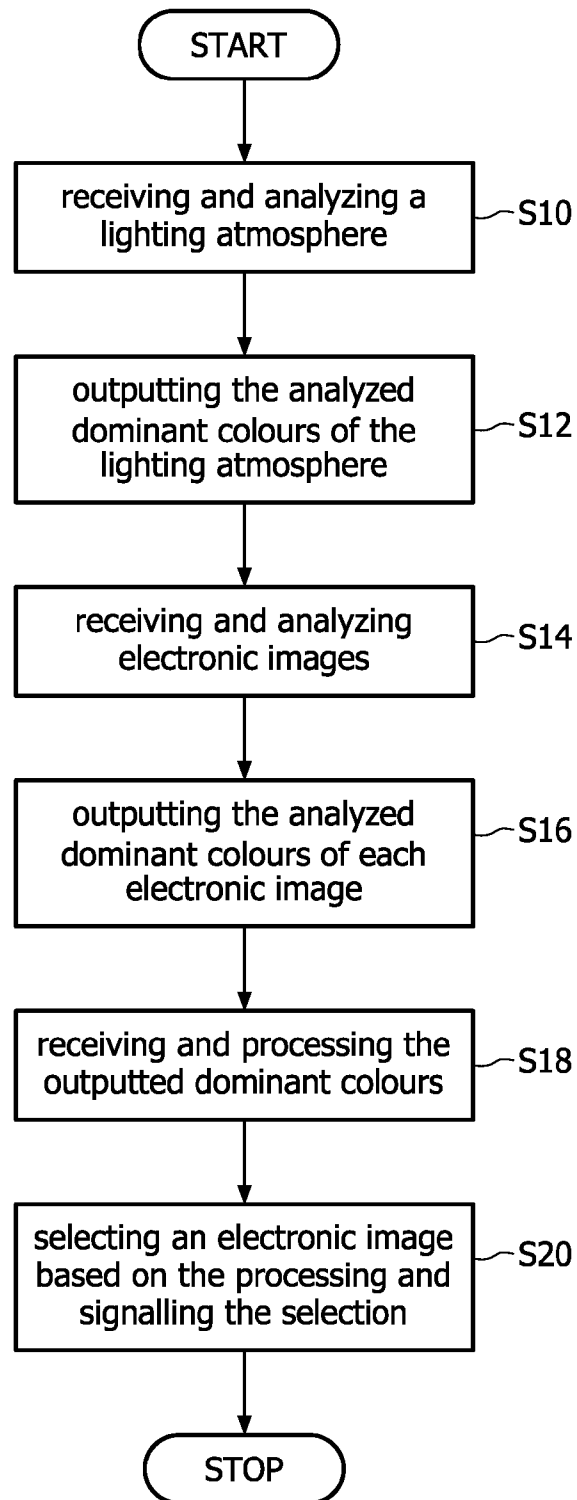 START
receiving and analyzing a
lighting atmosphere
S10
outputting the analyzed
dominant colours of the
lighting atmosphere
S12
receiving and analyzing
electronic images
S14
outputting the analyzed
dominant colours of each
electronic image
S16
receiving and processing the
outputted dominant colours
S18
selecting an electronic image
based on the processing and
signalling the selection
S20
STOP